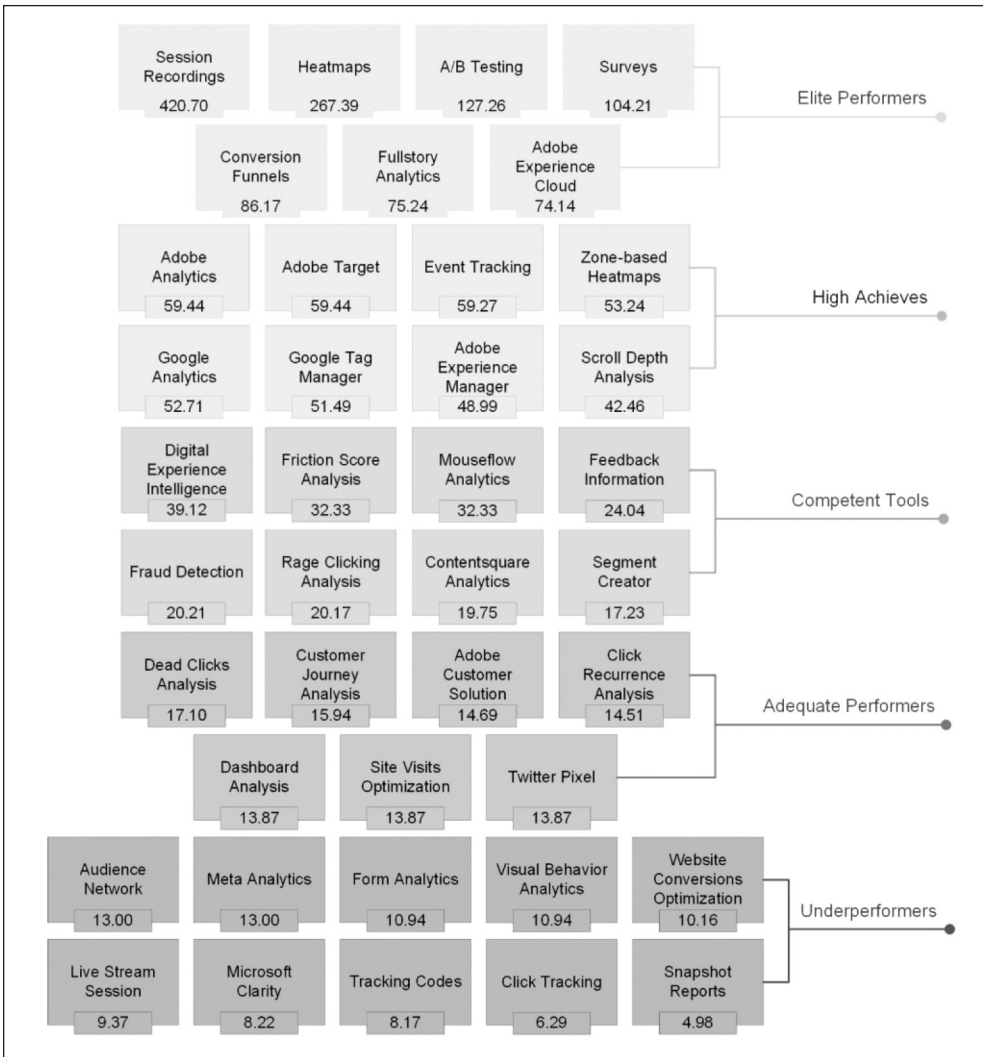 Session
Recordings
420.70
Heatmaps
267.39
A/B Testing
127.26
Surveys
104.21
Elite Performers
Conversion
Funnels
86.17
Fullstory
Analytics
75.24
Adobe
Experience
Cloud
74.14
Adobe
Analytics
59.44
Adobe Target
59.44
Event Tracking
59.27
Zone-based
Heatmaps
53.24
High Achieves
Google
Analytics
52.71
Google Tag
Manager
51.49
Adobe
Experience
Manager
48.99
Scroll Depth
Analysis
42.46
Digital
Experience
Intelligence
39.12
Friction Score
Analysis
32.33
Mouseflow
Analytics
32.33
Feedback
Information
24.04
Competent Tools
Fraud Detection
20.21
Rage Clicking
Analysis
20.17
Contentsquare
Analytics
19.75
Segment
Creator
17.23
Dead Clicks
Analysis
17.10
Customer
Journey
Analysis
15.94
Adobe
Customer
Solution
14.69
Click
Recurrence
Analysis
14.51
Adequate Performers
Dashboard
Analysis
13.87
Site Visits
Optimization
13.87
Twitter Pixel
13.87
Audience
Network
13.00
Meta Analytics
13.00
Form Analytics
10.94
Visual Behavior
Analytics
10.94
Website
Conversions
Optimization
10.16
Underperformers
Live Stream
Session
9.37
Microsoft
Clarity
8.22
Tracking Codes
8.17
Click Tracking
6.29
Snapshot
Reports
4.98